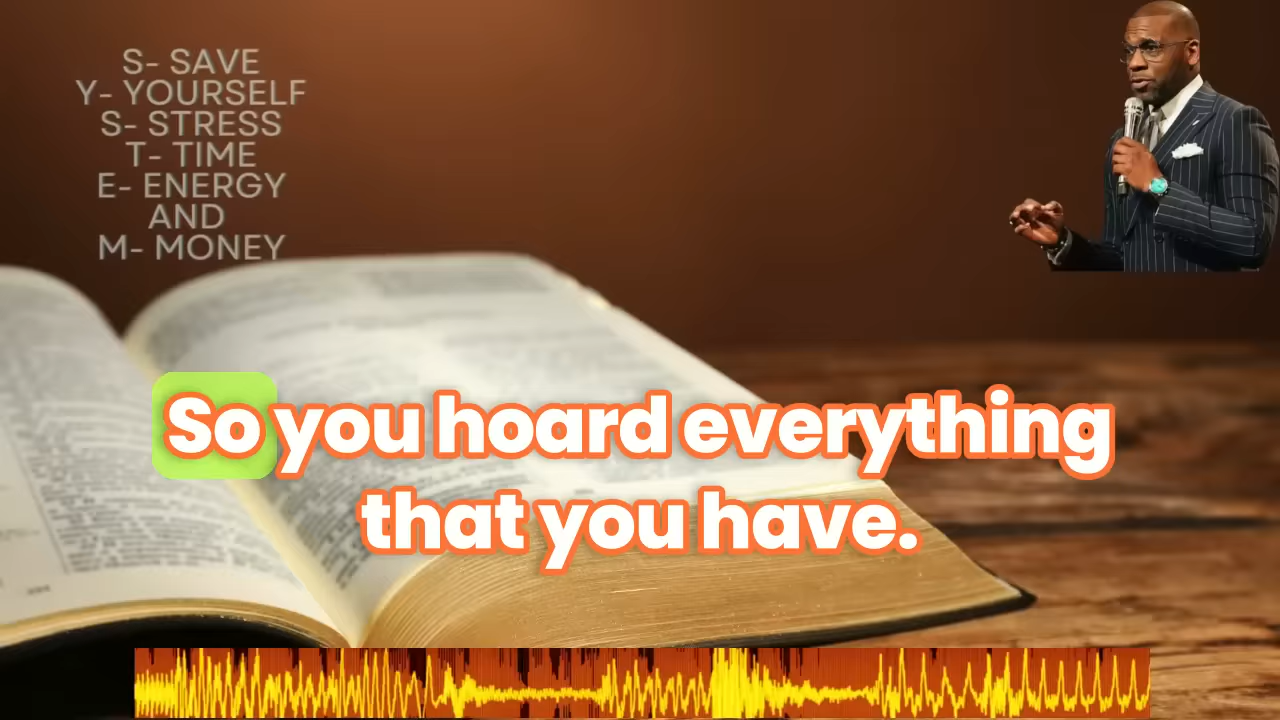 S- SAVE
Y- YOURSELF
S- STRESS
T- TIME
E- ENERGY
AND
M- MONEY
So you hoard everything
that you have.